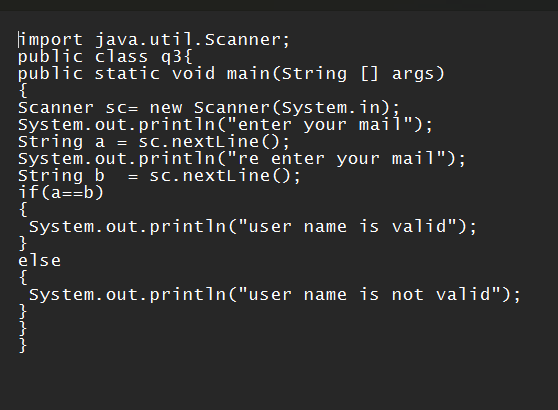 import java.util.Scanner;
public class q3{
public static void main(String [] args)
{
Scanner sc= new Scanner(System.in);
System.out.println("enter your mail");
String a = sc.nextLine();
System.out.println("re enter your mail");
String b  = sc.nextLine();
if(a==b)
{
 System.out.println("user name is valid");
}
else
{
 System.out.println("user name is not valid");
}
}
}